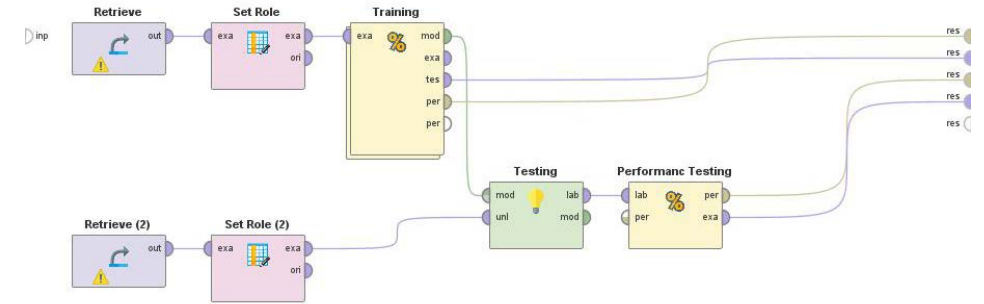 Retrieve
Set Role
Training
inp
out
exa
exa
ori
exa
mod
exa
tes
per
per
res
res
res
res
res
Testing
Performanc Testing
mod
lab
unl
mod
lab
per
per
exa
Retrieve (2)
Set Role (2)
out
exa
exa
ori